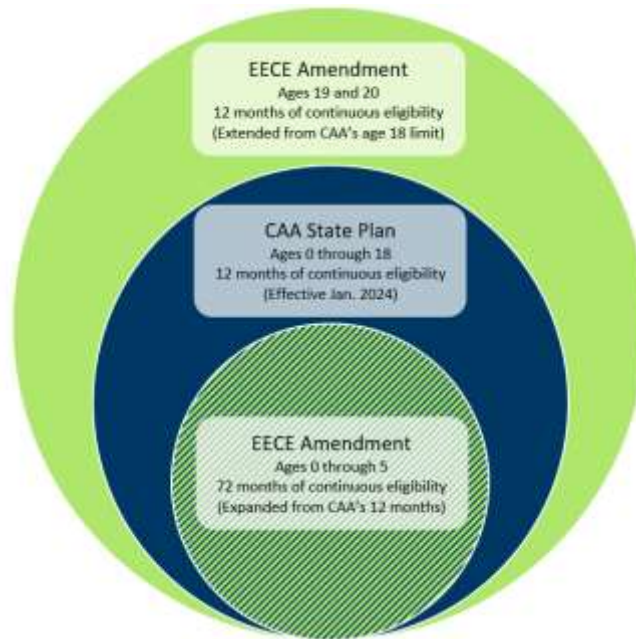 EECE Amendment
Ages 19 and 20
12 months of continuous eligibility
(Extended from CAA's age 18 limit)
CAA State Plan
Ages 0 through 18
12 months of continuous eligibility
(Effective Jan. 2024)
EECE Amendment
Ages 0 through 5
72 months of continuous eligibility
(Expanded from CAA's 12 months)